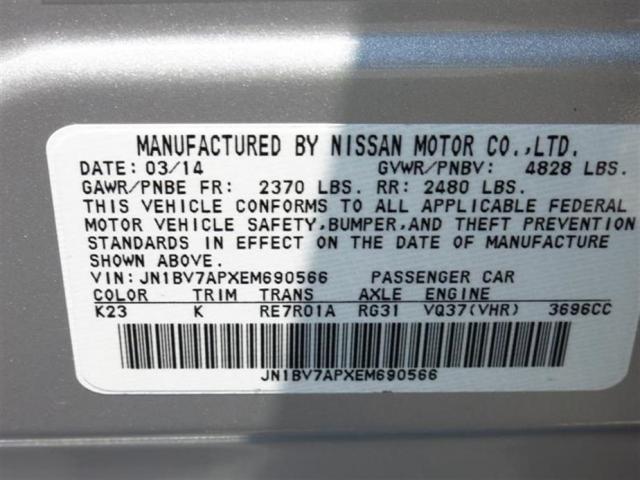 MANUFACTURED BY NISSAN MOTOR CO.,LTD.
DATE: 03/14 GVWR/PNBV: 4828 LBS.
GAWR/PNBE FR: 2370 LBS. RR: 2480 LBS.
THIS VEHICLE CONFORMS TO ALL APPLICABLE FEDERAL
MOTOR VEHICLE SAFETY,BUMPER,AND THEFT PREVENTION
STANDARDS IN EFFECT ON THE DATE OF MANUFACTURE
SHOWN ABOVE.
VIN: JN1BV7APXEM690566 PASSENGER CAR
COLOR TRIM TRANS AXLE ENGINE
K23 K RE7R01A RG31 VQ37(VHR) 3696CC
JN1BV7APXEM690566